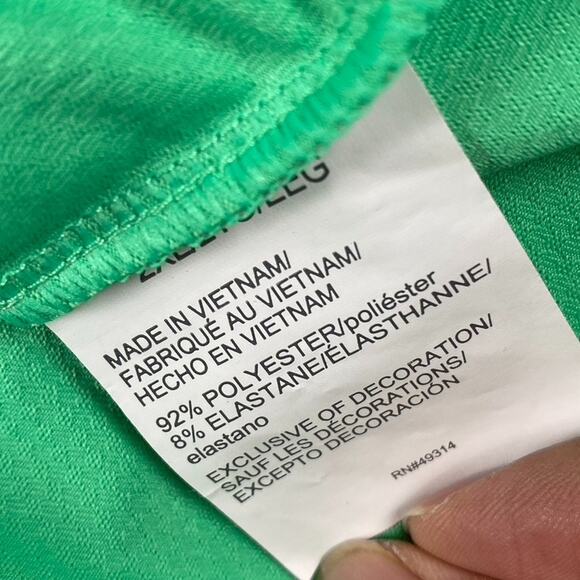 MADE IN VIETNAM/
FABRIQUÉ AU VIETNAM/
HECHO EN VIETNAM
92% POLYESTER/poliéster
8% ELASTANE/ÉLASTHANNE/
elastano
EXCLUSIVE OF DECORATION/
SAUF LES DÉCORATIONS/
EXCEPTO DECORACIÓN
RN#49314